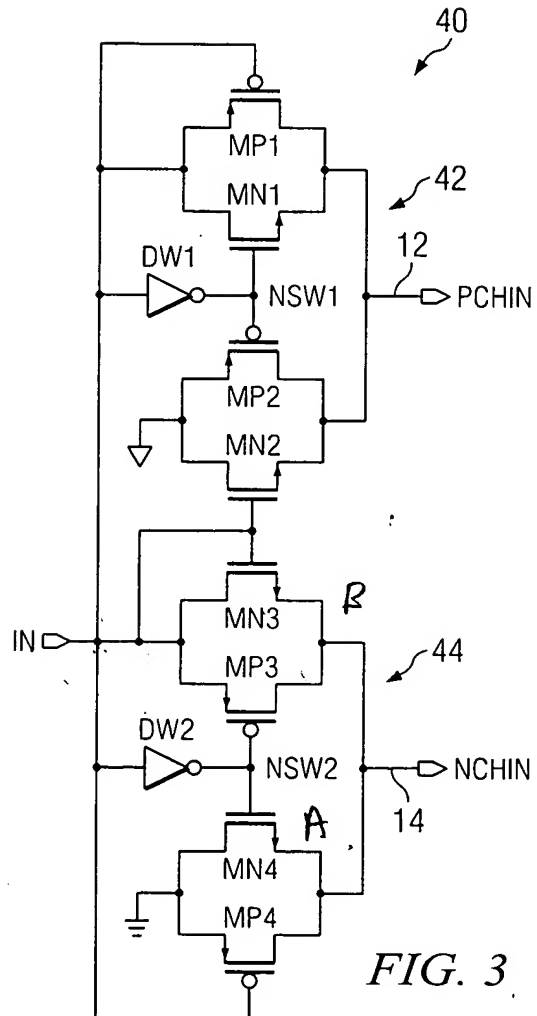 40
MP1
MN1
42
DW1
12
NSW1
PCHIN
MP2
MN2
B
MN3
IN
MP3
44
DW2
NSW2
NCHIN
A
14
MN4
MP4
FIG. 3